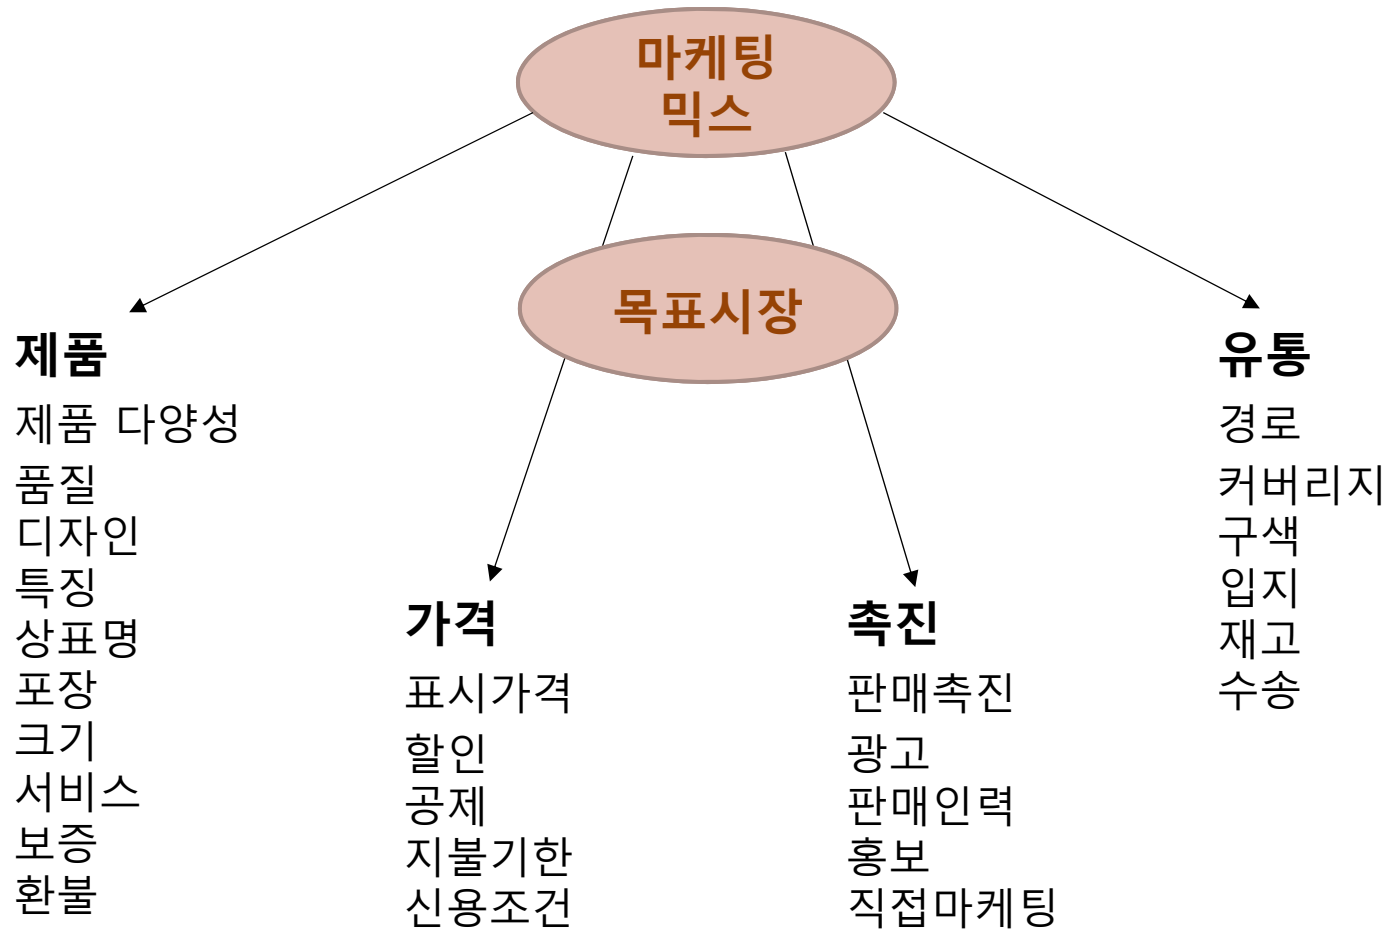 마케팅
믹스
목표시장
제품
제품 다양성
품질
디자인
특징
상표명
포장
크기
서비스
보증
환불
가격
표시가격
할인
공제
지불기한
신용조건
촉진
판매촉진
광고
판매인력
홍보
직접마케팅
유통
경로
커버리지
구색
입지
재고
수송